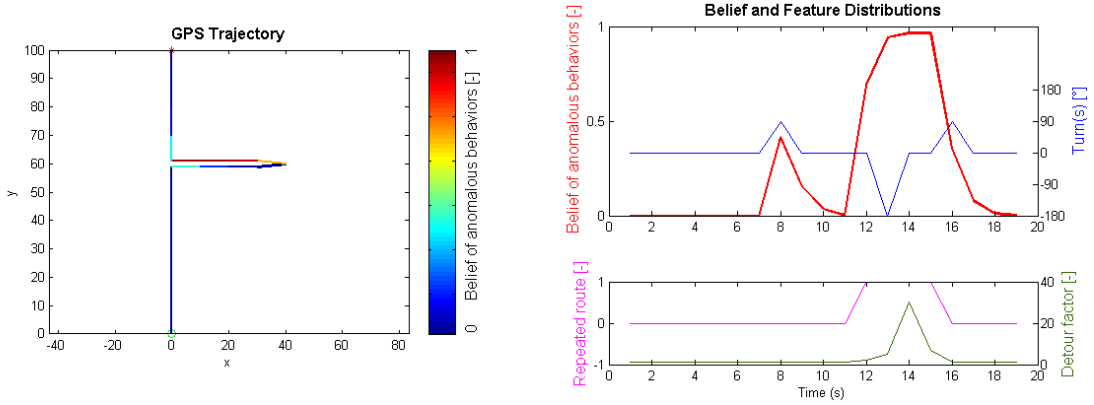 GPS Trajectory
100
90
80
70
60
50
40
30
20
10
0
y
-40 -20 0 20 40 60 80
x
1
0
Belief of anomalous behaviors [-]
Belief and Feature Distributions
Belief of anomalous behaviors [-]
1
0.5
0
180
90
0
-90
-180
Turn(s) [°]
0 2 4 6 8 10 12 14 16 18 20
Repeated route [-]
1
0
-1
40
20
0
Detour factor [-]
0 2 4 6 8 10 12 14 16 18 20
Time (s)